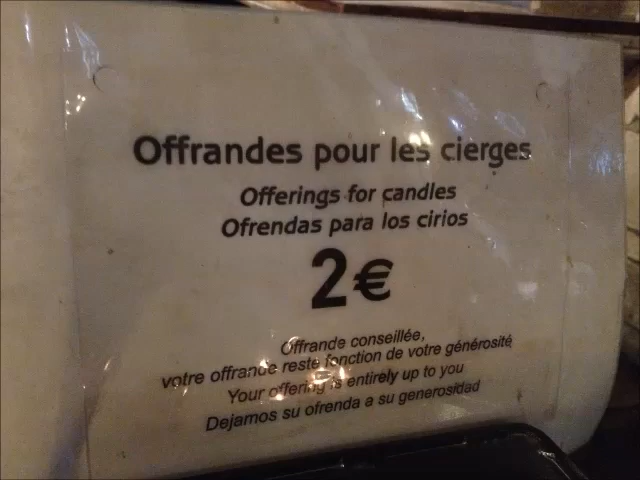 Offrandes pour les cierges
Offerings for candles
Ofrendas para los cirios
2€
Offrande conseillée,
votre offrande reste fonction de votre générosité
Your offering is entirely up to you
Dejamos su ofrenda a su generosidad